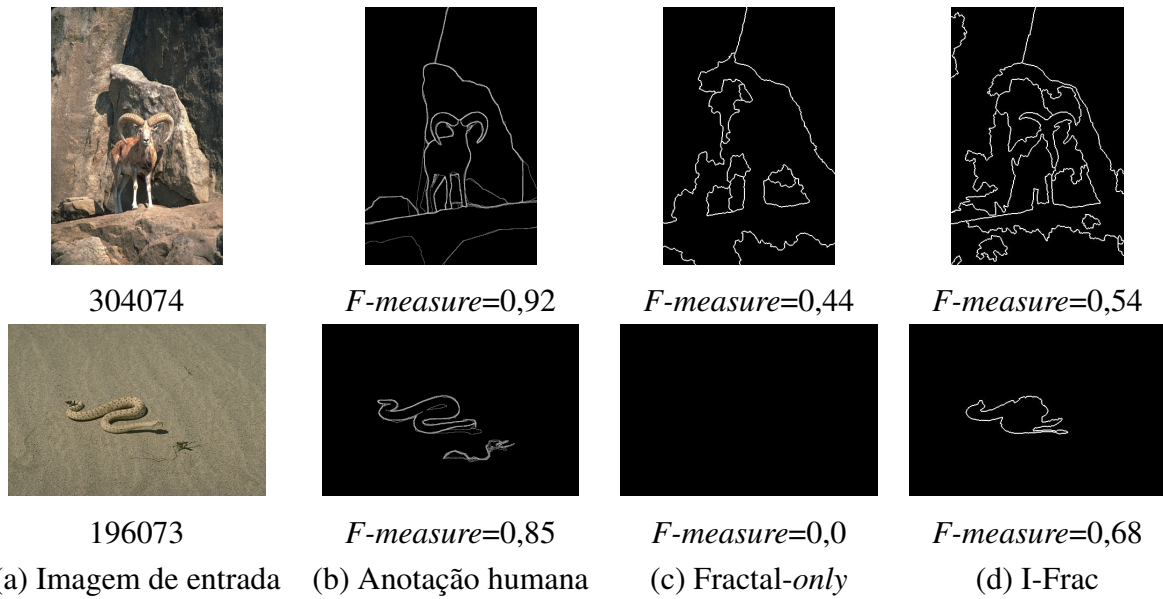 304074
F-measure=0,92
F-measure=0,44
F-measure=0,54
196073
F-measure=0,85
F-measure=0,0
F-measure=0,68
a) Imagem de entrada
(b) Anotação humana
(c) Fractal-only
(d) I-Frac